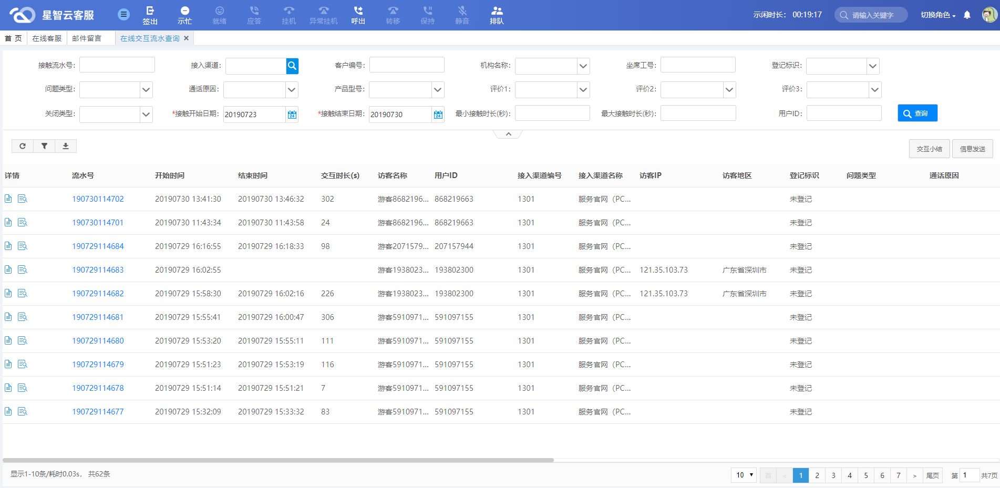 星智云客服 签出 示忙 就绪 应答 挂机 异常挂机 呼出 转移 保持 静音 排队 示闲时长： 00:19:17 请输入关键字 切换角色
首 页 在线客服 邮件留言 在线交互流水查询 ×
接触流水号: 接入渠道: 客户编号: 机构名称: 坐席工号: 登记标识:
问题类型: 通话原因: 产品型号: 评价1: 评价2: 评价3:
关闭类型: *接触开始日期: 20190723 24 *接触结束日期: 20190730 24 最小接触时长(秒): 最大接触时长(秒): 用户ID: 查询
交互小结 信息发送
详情 流水号 开始时间 结束时间 交互时长(s) 访客名称 用户ID 接入渠道编号 接入渠道名称 访客IP 访客地区 登记标识 问题类型 通话原因
190730114702 20190730 13:41:30 20190730 13:46:32 302 游客8682196... 868219663 1301 服务官网（PC... 未登记
190730114701 20190730 11:43:34 20190730 11:43:58 24 游客8682196... 868219663 1301 服务官网（PC... 未登记
190729114684 20190729 16:16:55 20190729 16:18:33 98 游客2071579... 207157944 1301 服务官网（PC... 未登记
190729114683 20190729 16:02:55 游客1938023... 193802300 1301 服务官网（PC... 121.35.103.73 广东省深圳市 未登记
190729114682 20190729 15:58:30 20190729 16:02:16 226 游客1938023... 193802300 1301 服务官网（PC... 121.35.103.73 广东省深圳市 未登记
190729114681 20190729 15:55:41 20190729 16:00:47 306 游客5910971... 591097155 1301 服务官网（PC... 未登记
190729114680 20190729 15:53:20 20190729 15:55:11 111 游客5910971... 591097155 1301 服务官网（PC... 未登记
190729114679 20190729 15:51:23 20190729 15:53:19 116 游客5910971... 591097155 1301 服务官网（PC... 未登记
190729114678 20190729 15:51:14 20190729 15:51:21 7 游客5910971... 591097155 1301 服务官网（PC... 未登记
190729114677 20190729 15:32:09 20190729 15:33:32 83 游客5910971... 591097155 1301 服务官网（PC... 未登记
显示1-10条/耗时0.03s， 共62条 10 首 < 1 2 3 4 5 6 7 > 尾页 第 1 共7页